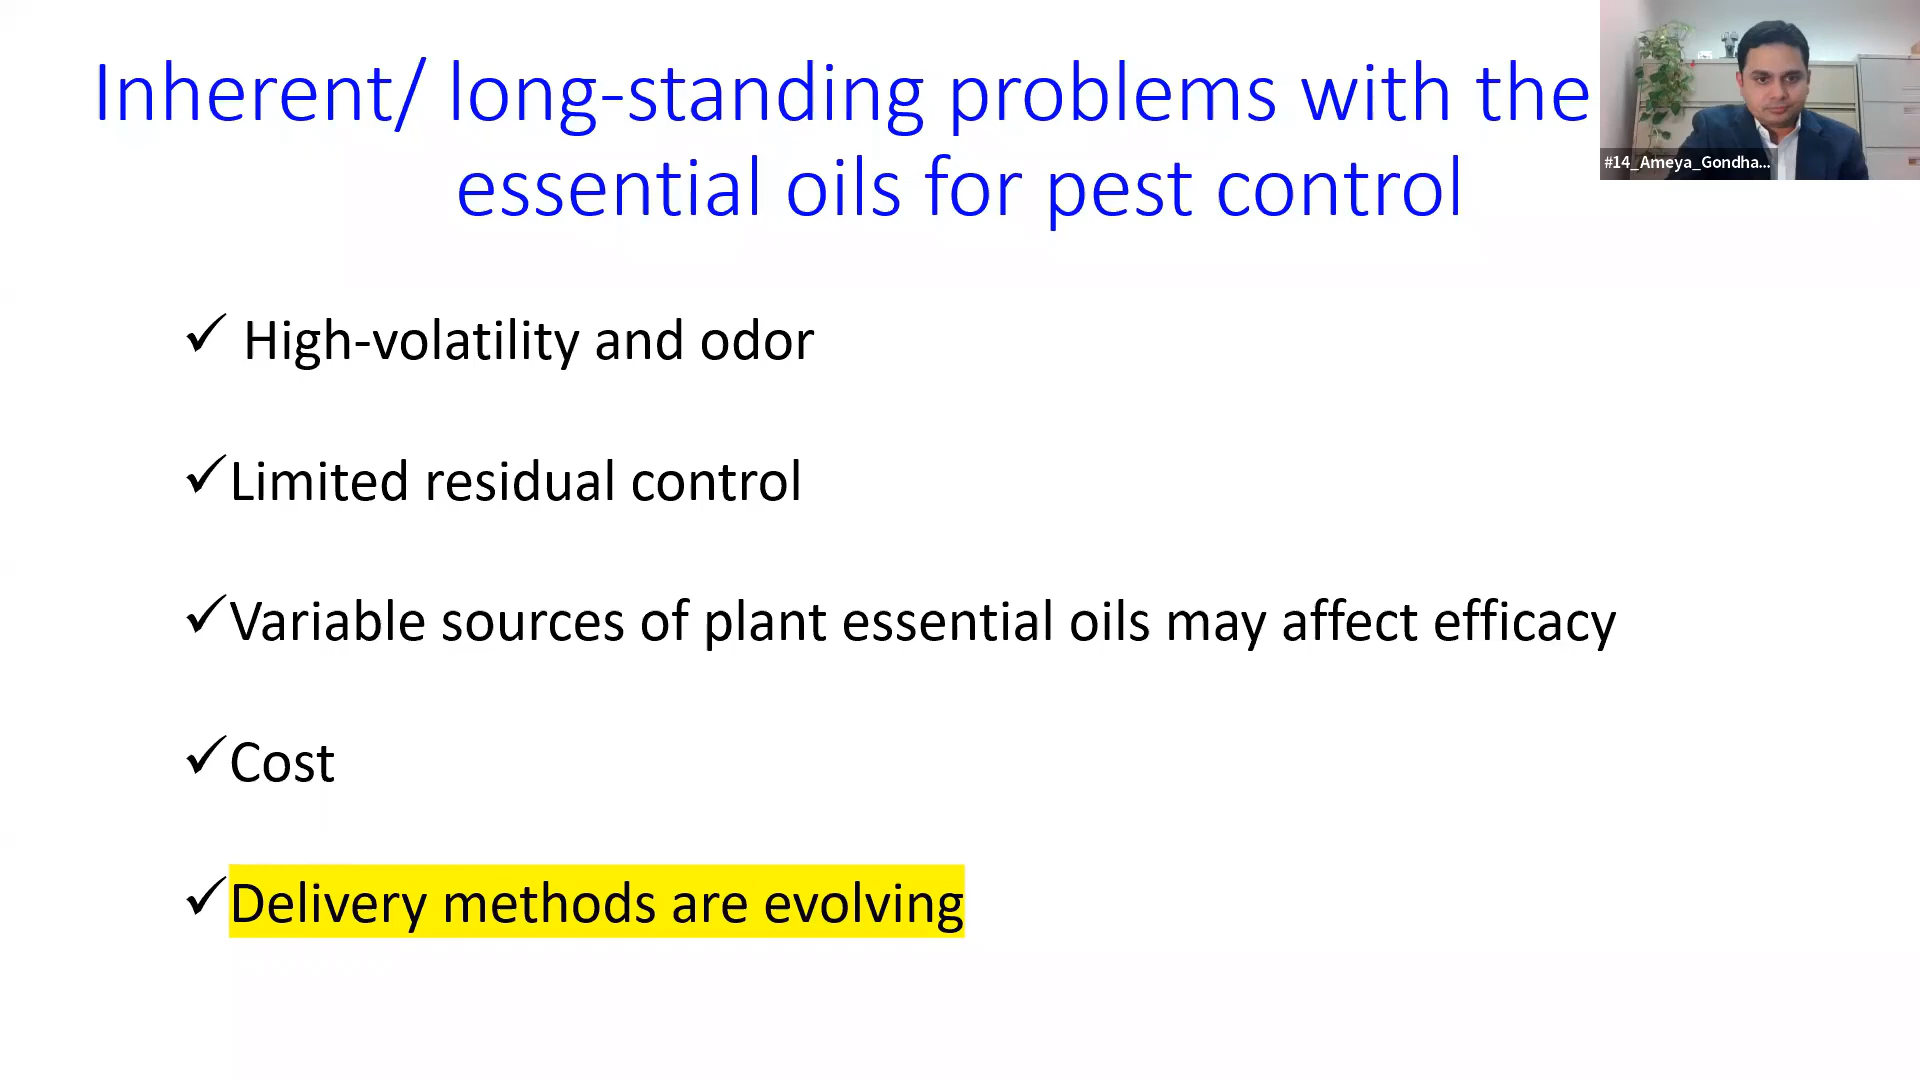 Inherent/ long-standing problems with the
essential oils for pest control
#14_Ameya_Gondha...
✓ High-volatility and odor
✓Limited residual control
✓Variable sources of plant essential oils may affect efficacy
✓Cost
✓Delivery methods are evolving